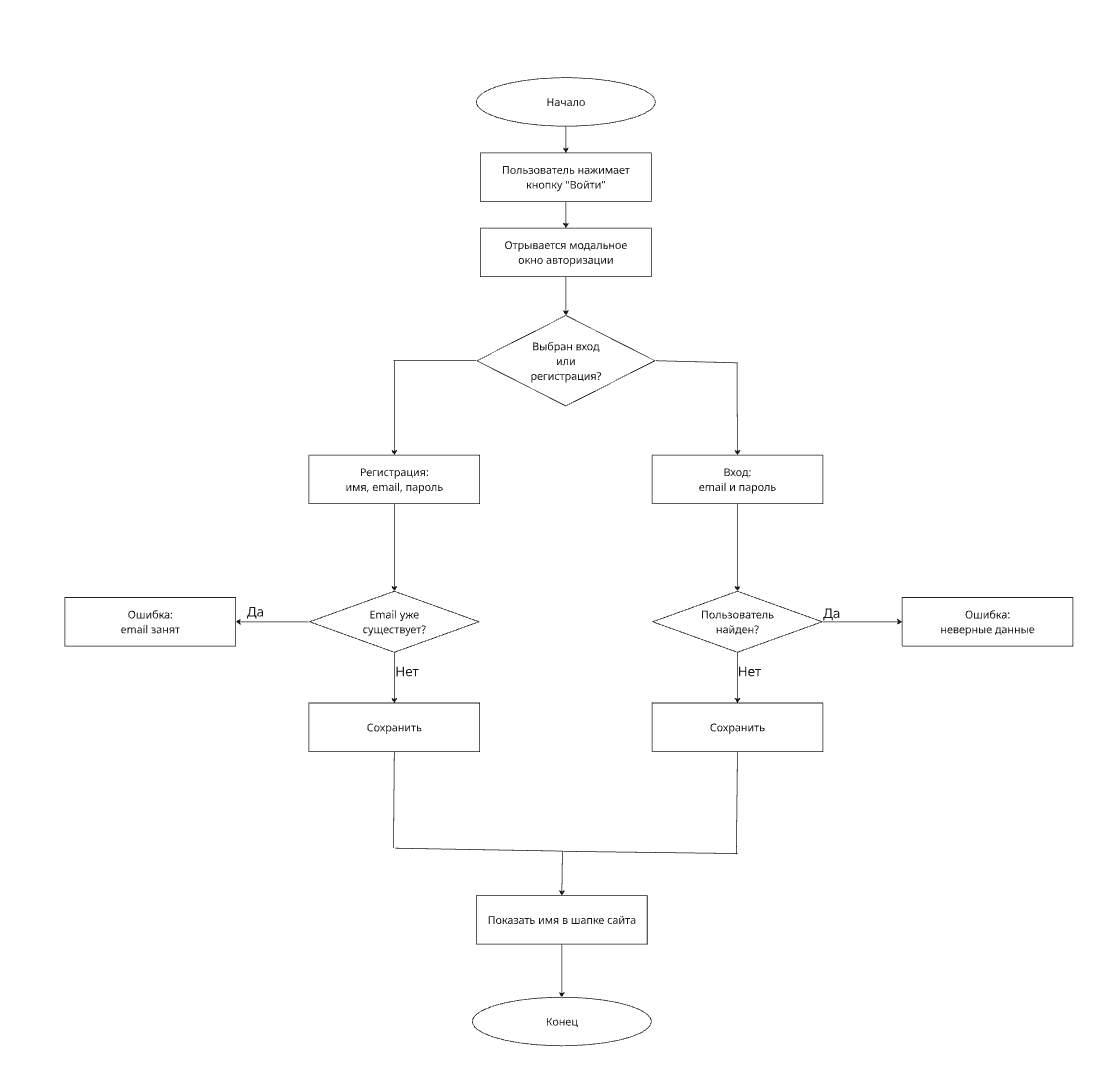 Начало
Пользователь нажимает
кнопку "Войти"
Отрывается модальное
окно авторизации
Выбран вход
или
регистрация?
Регистрация:
имя, email, пароль
Вход:
email и пароль
Ошибка:
email занят
Да
Email уже
существует?
Пользователь
найден?
Да
Ошибка:
неверные данные
Нет
Нет
Сохранить
Сохранить
Показать имя в шапке сайта
Конец